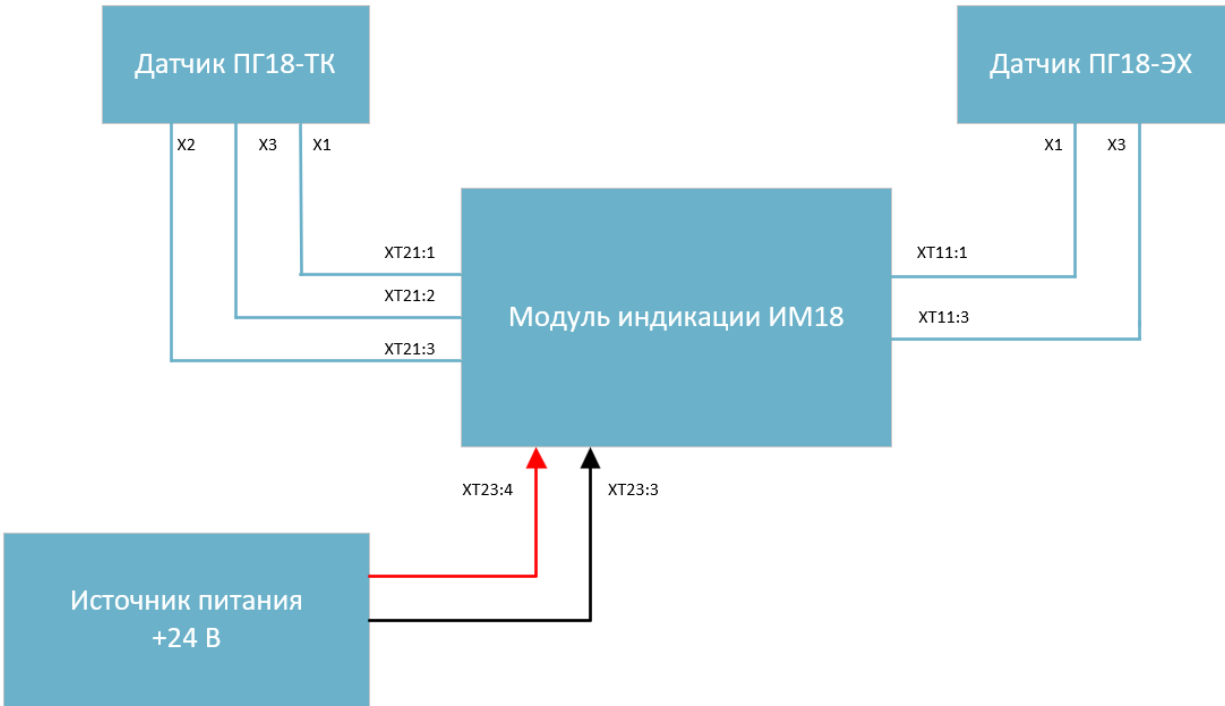 Датчик ПГ18-ТК
Датчик ПГ18-ЭХ
X2
X3
X1
X1
X3
XT21:1
XT11:1
XT21:2
Модуль индикации ИМ18
XT11:3
XT21:3
XT23:4
XT23:3
Источник питания
+24 В